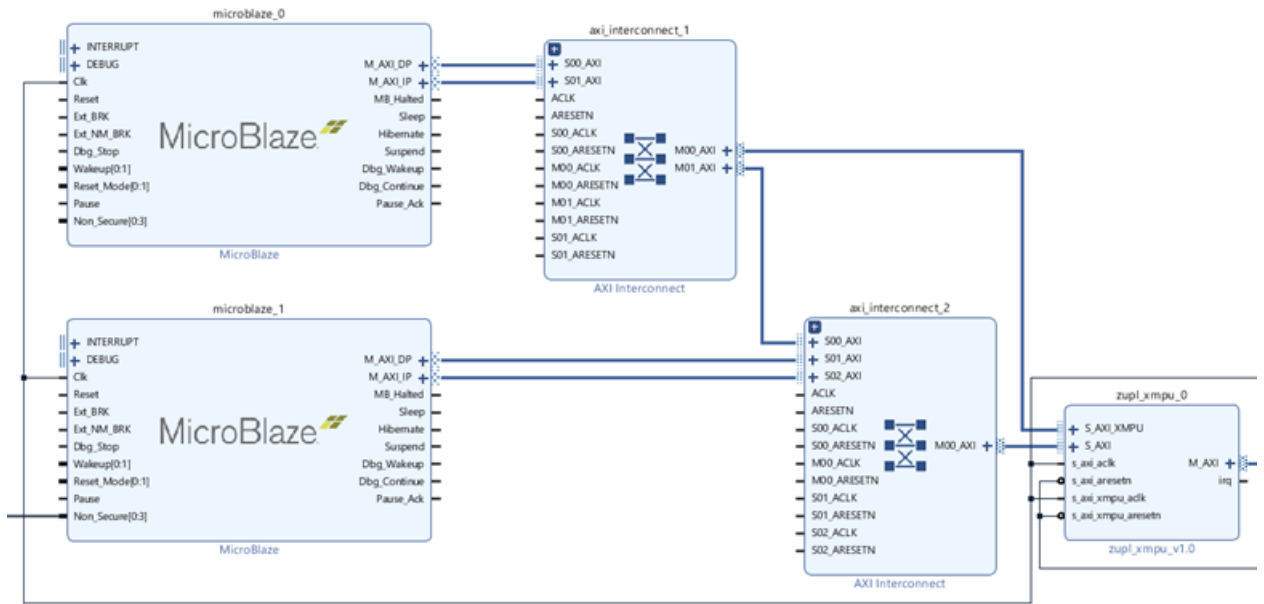 microblaze_0
INTERRUPT
DEBUG
Clk
Reset
Ext_BRK
Ext_NM_BRK
Dbg_Stop
Wakeup[0:1]
Reset_Mode[0:1]
Pause
Non_Secure[0:3]
MicroBlaze
M_AXI_DP
M_AXI_IP
MB_Halted
Sleep
Hibernate
Suspend
Dbg_Wakeup
Dbg_Continue
Pause_Ack
MicroBlaze
axi_interconnect_1
S00_AXI
S01_AXI
ACLK
ARESETN
S00_ACLK
S00_ARESETN
M00_ACLK
M00_ARESETN
M01_ACLK
M01_ARESETN
S01_ACLK
S01_ARESETN
M00_AXI
M01_AXI
AXI Interconnect
microblaze_1
INTERRUPT
DEBUG
Clk
Reset
Ext_BRK
Ext_NM_BRK
Dbg_Stop
Wakeup[0:1]
Reset_Mode[0:1]
Pause
Non_Secure[0:3]
MicroBlaze
M_AXI_DP
M_AXI_IP
MB_Halted
Sleep
Hibernate
Suspend
Dbg_Wakeup
Dbg_Continue
Pause_Ack
MicroBlaze
axi_interconnect_2
S00_AXI
S01_AXI
S02_AXI
ACLK
ARESETN
S00_ACLK
S00_ARESETN
M00_ACLK
M00_ARESETN
S01_ACLK
S01_ARESETN
S02_ACLK
S02_ARESETN
M00_AXI
AXI Interconnect
zupl_xmpu_0
S_AXI_XMPU
S_AXI
s_axi_aclk
s_axi_aresetn
s_axi_xmpu_aclk
s_axi_xmpu_aresetn
M_AXI
irq
zupl_xmpu_v1.0